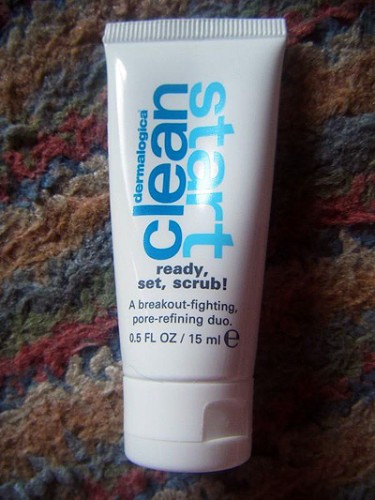 dermalogica
clean
start
ready,
set, scrub!
A breakout-fighting,
pore-refining duo.
0.5 FL OZ / 15 ml ℮